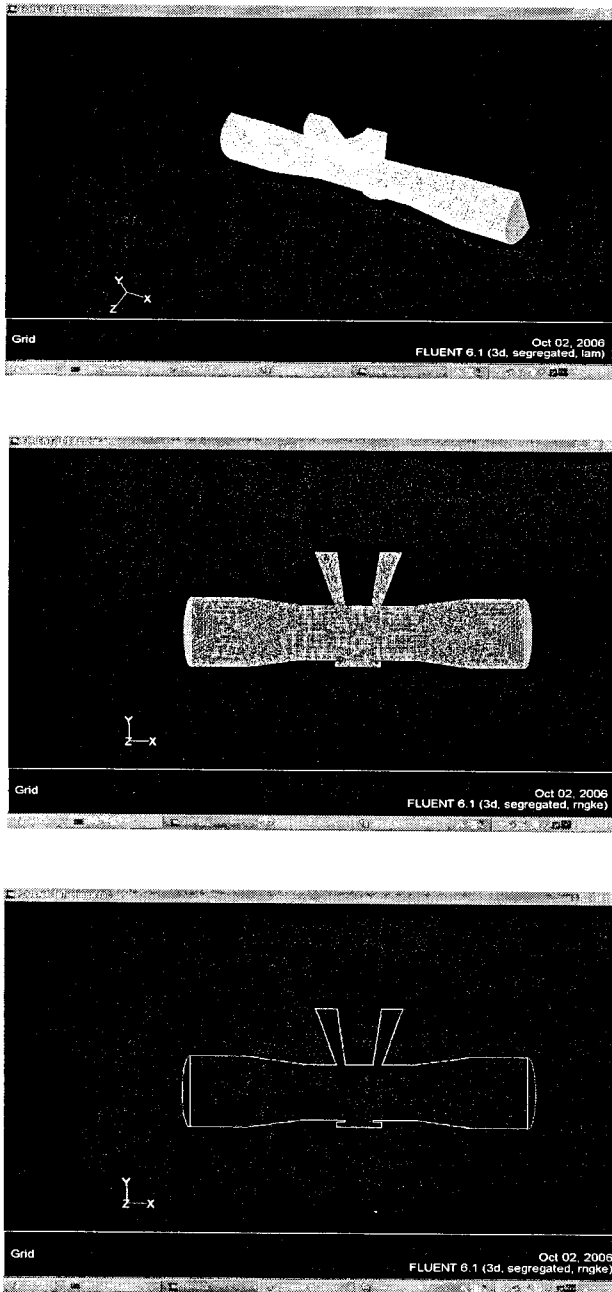 Y
X
Z
Grid
Oct 02, 2006
FLUENT 6.1 (3d, segregated, lam)
Y
Z X
Grid
Oct 02, 2006
FLUENT 6.1 (3d, segregated, rngke)
Y
Z X
Grid
Oct 02, 2006
FLUENT 6.1 (3d, segregated, rngke)